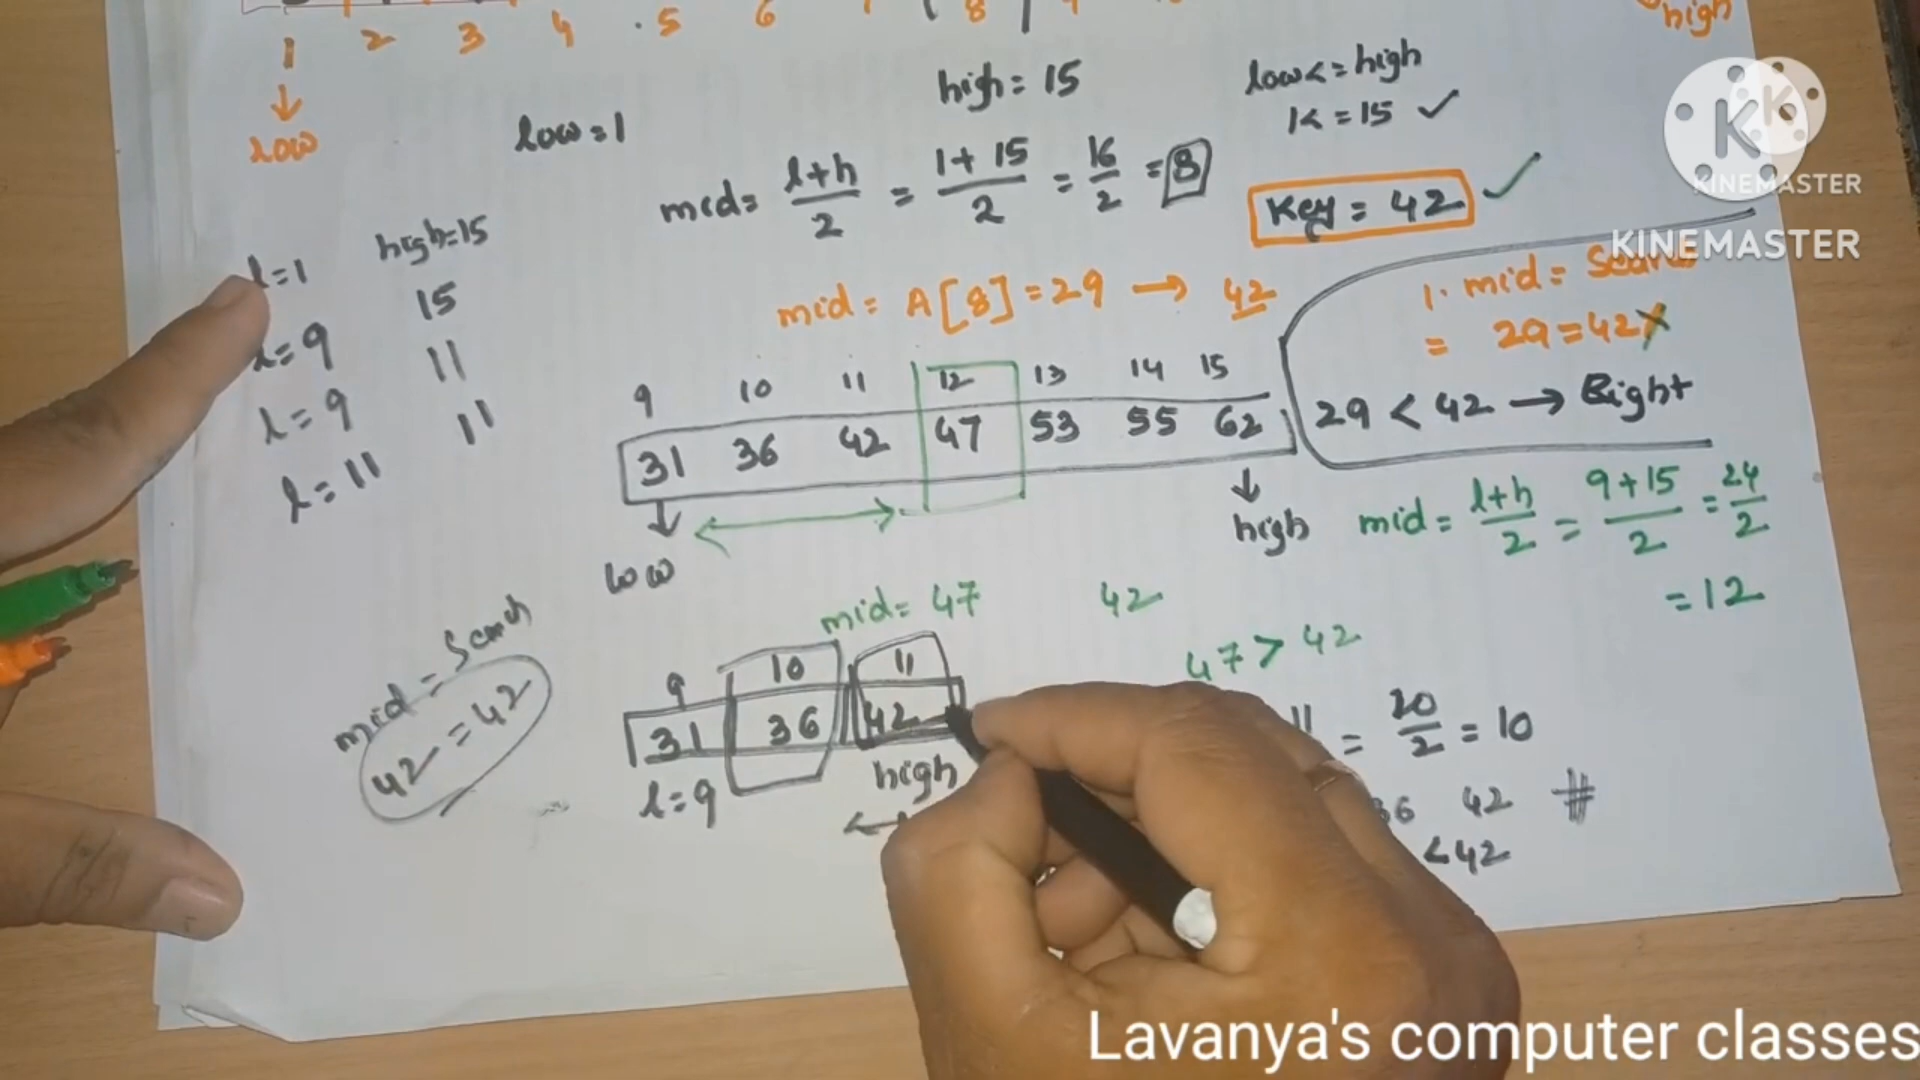 1 2 3 4 5 6 8
high
low
low=1
high=15
low<=high
1<=15 ✓
mid= l+h/2 = 1+15/2 = 16/2 = 8
Key = 42 ✓
KINEMASTER
KINEMASTER
l=1 high=15
15
l=9 11
l=9 11
l=11
mid= A[8]=29 → 42
1. mid=
= 29=42 X
29 < 42 → Right
9 10 11 12 13 14 15
31 36 42 47 53 55 62
low
high
mid= l+h/2 = 9+15/2 = 24/2
=12
mid= 47 42
47 > 42
mid = Search
42 = 42
9 10 11
31 36 42
l=9
high
11 = 20/2 = 10
36 42
<42
Lavanya's computer classes